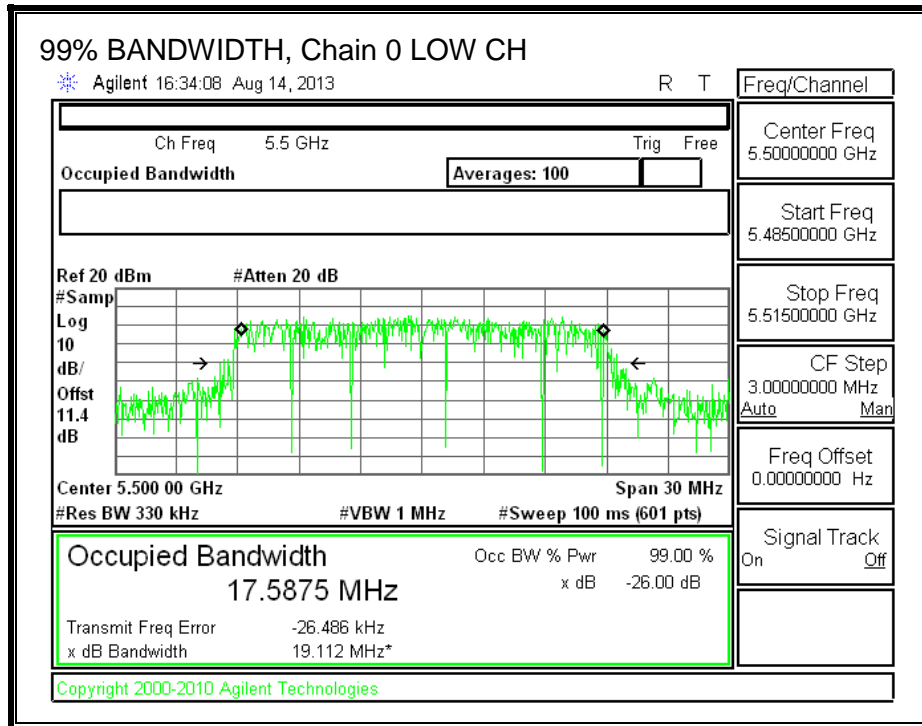 99% BANDWIDTH, Chain 0 LOW CH
Agilent 16:34:08 Aug 14, 2013 R T
Ch Freq 5.5 GHz Trig Free
Occupied Bandwidth Averages: 100
Ref 20 dBm #Atten 20 dB
#Samp
Log
10
dB/
Offst
11.4
dB
Center 5.500 00 GHz Span 30 MHz
#Res BW 330 kHz #VBW 1 MHz #Sweep 100 ms (601 pts)
Occupied Bandwidth Occ BW % Pwr 99.00 %
17.5875 MHz x dB -26.00 dB
Transmit Freq Error -26.486 kHz
x dB Bandwidth 19.112 MHz*
Copyright 2000-2010 Agilent Technologies
Freq/Channel
Center Freq
5.50000000 GHz
Start Freq
5.48500000 GHz
Stop Freq
5.51500000 GHz
CF Step
3.00000000 MHz
Auto Man
Freq Offset
0.00000000 Hz
Signal Track
On Off